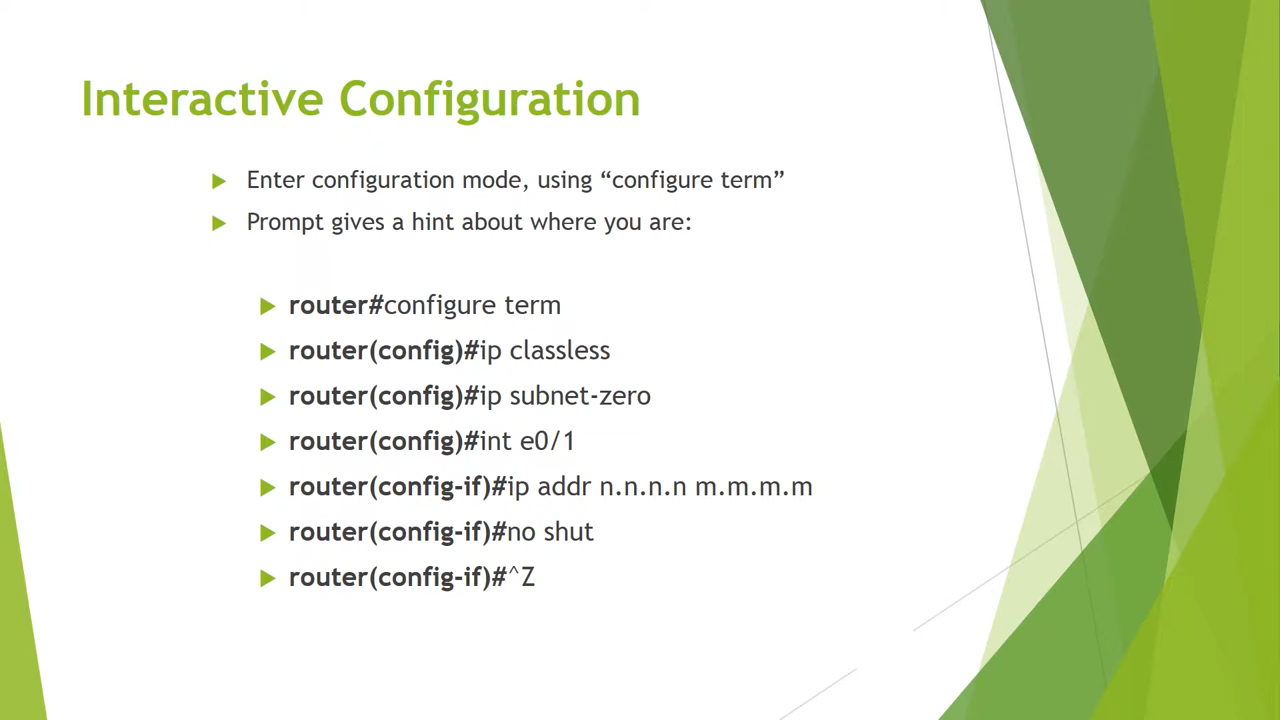 Interactive Configuration
Enter configuration mode, using “configure term”
Prompt gives a hint about where you are:
router#configure term
router(config)#ip classless
router(config)#ip subnet-zero
router(config)#int e0/1
router(config-if)#ip addr n.n.n.n m.m.m.m
router(config-if)#no shut
router(config-if)#^Z